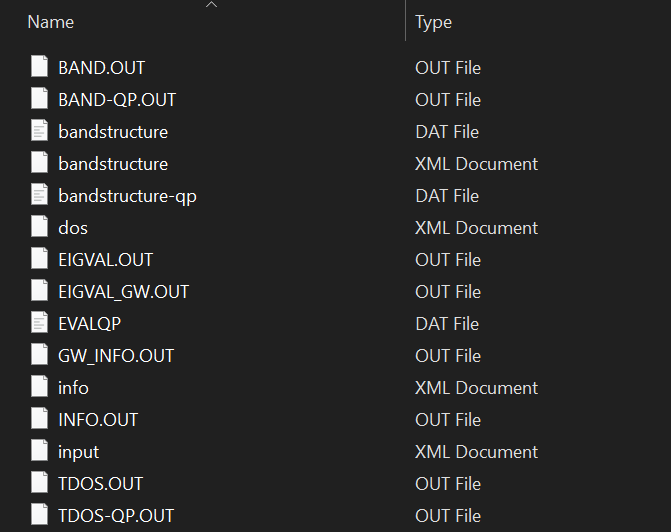 Name Type
BAND.OUT OUT File
BAND-QP.OUT OUT File
bandstructure DAT File
bandstructure XML Document
bandstructure-qp DAT File
dos XML Document
EIGVAL.OUT OUT File
EIGVAL_GW.OUT OUT File
EVALQP DAT File
GW_INFO.OUT OUT File
info XML Document
INFO.OUT OUT File
input XML Document
TDOS.OUT OUT File
TDOS-QP.OUT OUT File